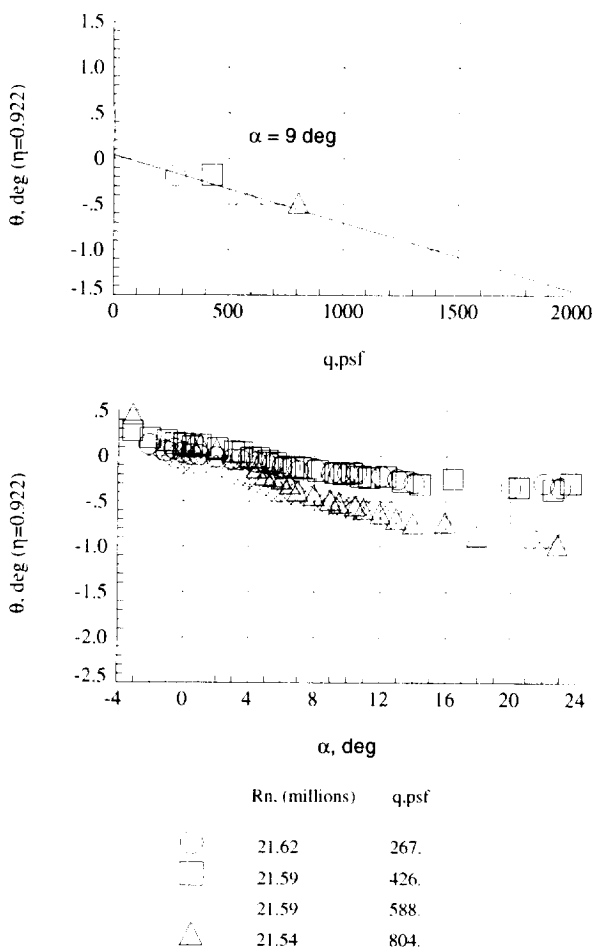 1.5
1.0
.5
0
-.5
-1.0
-1.5
θ, deg (η=0.922)
α = 9 deg
0 500 1000 1500 2000
q,psf
.5
0
-.5
-1.0
-1.5
-2.0
-2.5
θ, deg (η=0.922)
-4 0 4 8 12 16 20 24
α, deg
Rn, (millions) q,psf
21.62 267.
21.59 426.
21.59 588.
21.54 804.